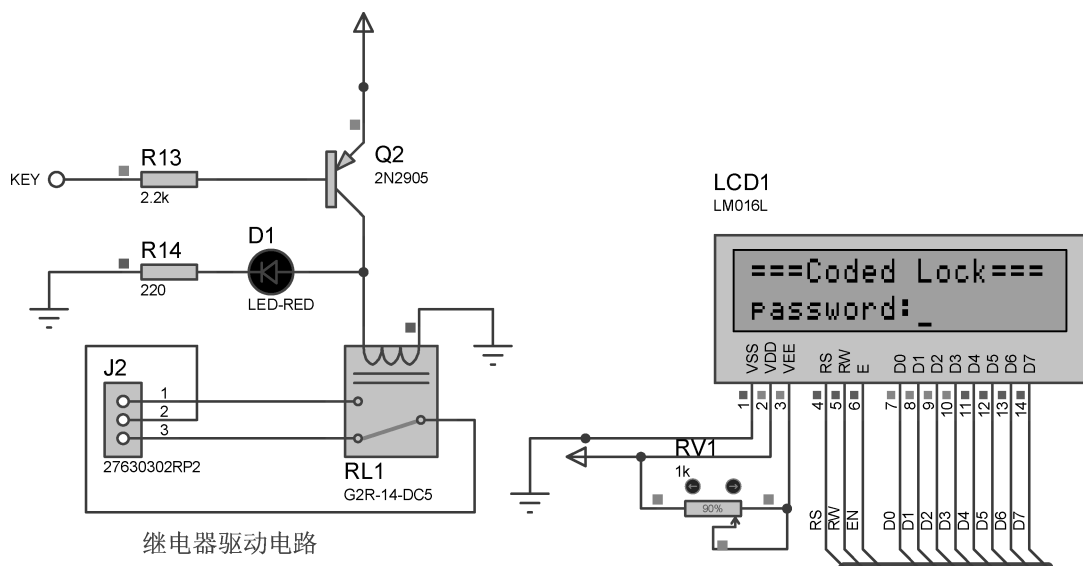 KEY
R13
2.2k
Q2
2N2905
R14
220
D1
LED-RED
J2
1
2
3
27630302RP2
RL1
G2R-14-DC5
继电器驱动电路
LCD1
LM016L
===Coded Lock===
password:_
VSS
VDD
VEE
RS
RW
E
D0
D1
D2
D3
D4
D5
D6
D7
1
2
3
4
5
6
7
8
9
10
11
12
13
14
RV1
1k
90%
RS
RW
EN
D0
D1
D2
D3
D4
D5
D6
D7